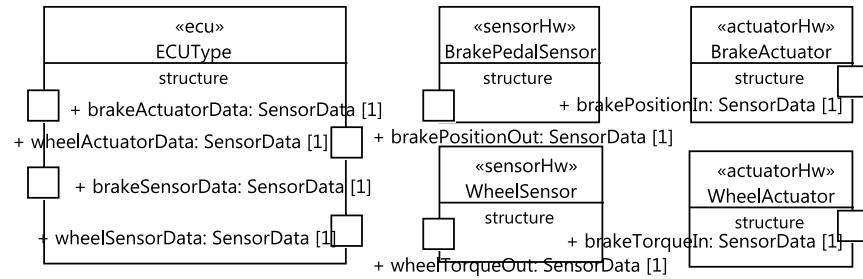 «ecu»
ECUType
structure
+ brakeActuatorData: SensorData [1]
+ wheelActuatorData: SensorData [1]
+ brakeSensorData: SensorData [1]
+ wheelSensorData: SensorData [1]
«sensorHw»
BrakePedalSensor
structure
+ brakePositionOut: SensorData [1]
«actuatorHw»
BrakeActuator
structure
+ brakePositionIn: SensorData [1]
«sensorHw»
WheelSensor
structure
+ wheelTorqueOut: SensorData [1]
«actuatorHw»
WheelActuator
structure
+ brakeTorqueIn: SensorData [1]